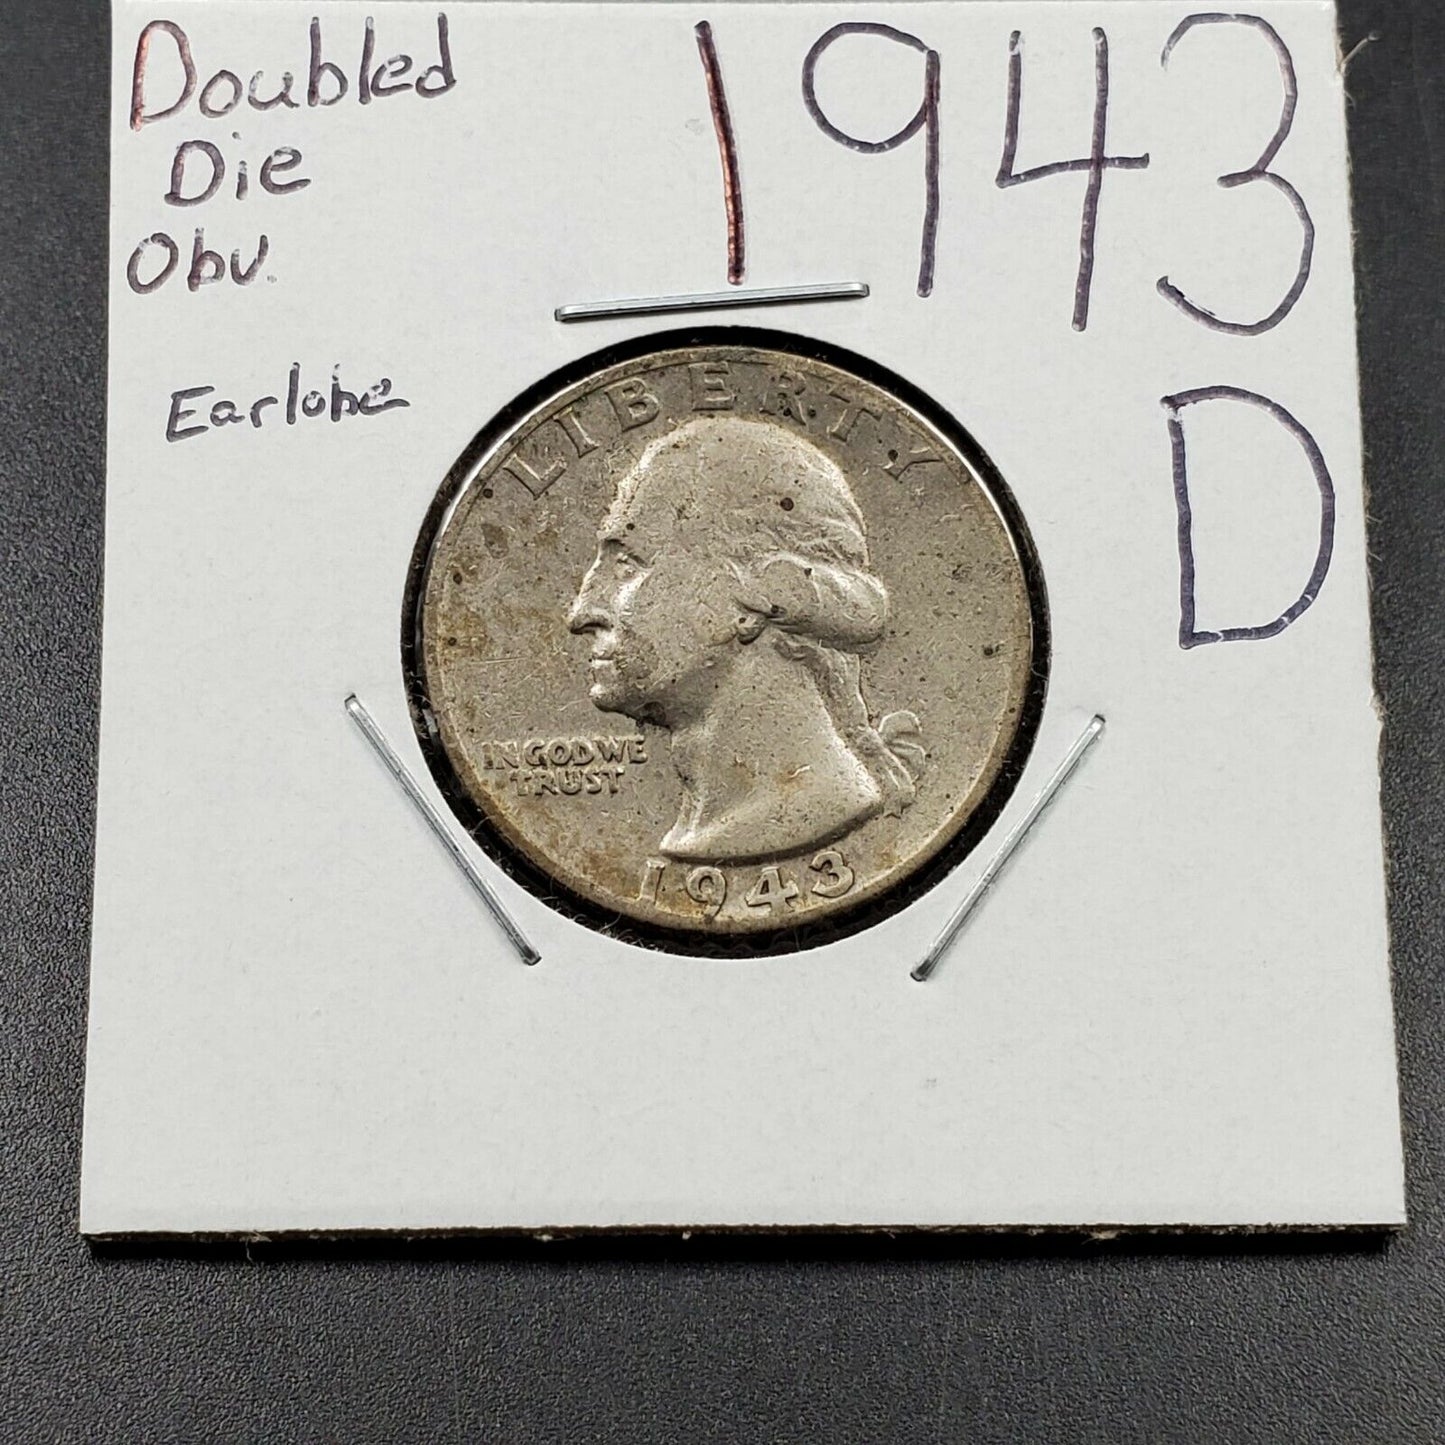 Doubled
Die
Obv.
Earlobe
1943
D
LIBERTY
IN GOD WE
TRUST
1943